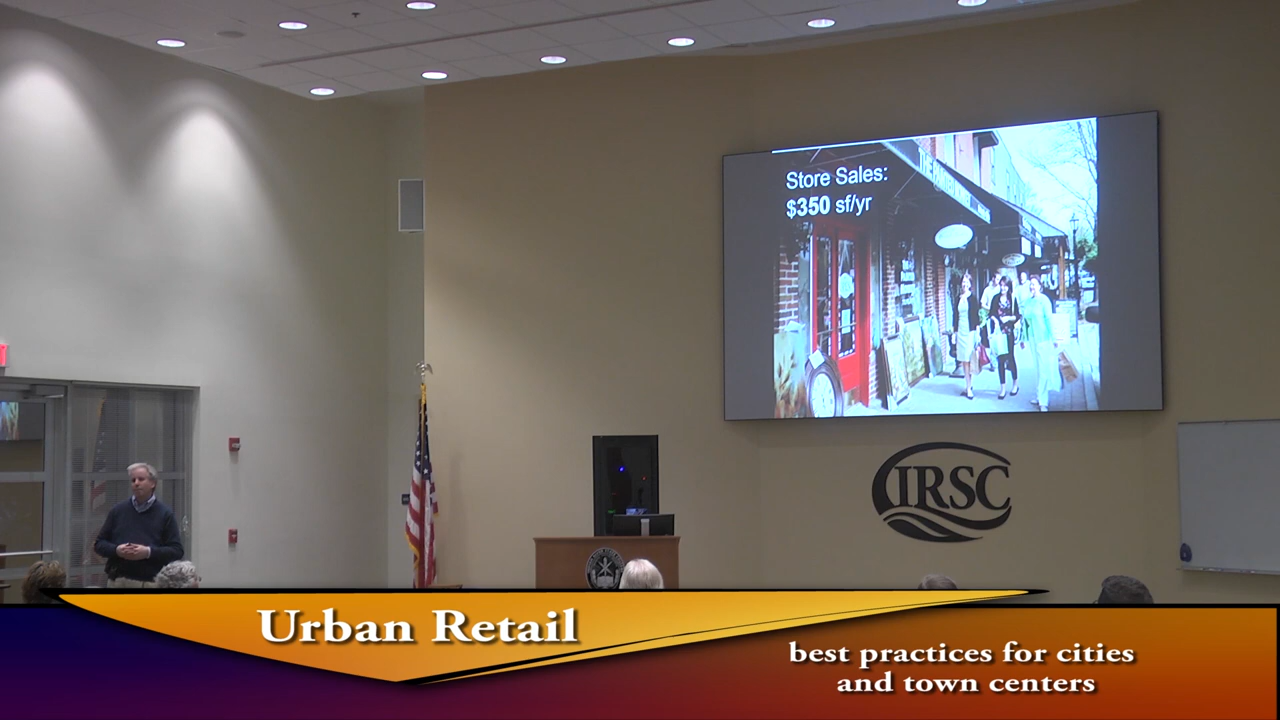 Store Sales:
$350 sf/yr
IRSC
Urban Retail
best practices for cities
and town centers